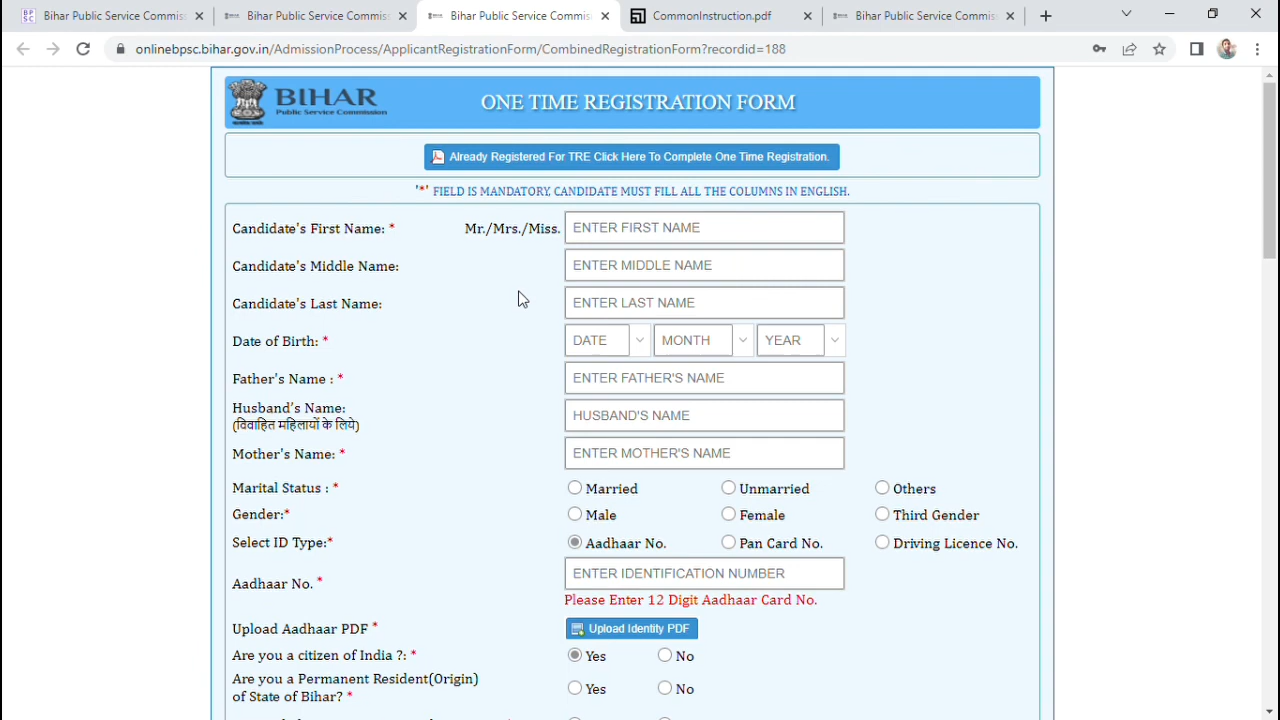 Bihar Public Service Commis
Bihar Public Service Commis
Bihar Public Service Commis
CommonInstruction.pdf
Bihar Public Service Commis
onlinebpsc.bihar.gov.in/AdmissionProcess/ApplicantRegistrationForm/CombinedRegistrationForm?recordid=188
BIHAR
Public Service Commission
ONE TIME REGISTRATION FORM
Already Registered For TRE Click Here To Complete One Time Registration.
'*' FIELD IS MANDATORY, CANDIDATE MUST FILL ALL THE COLUMNS IN ENGLISH.
Candidate's First Name: * Mr./Mrs./Miss. ENTER FIRST NAME
Candidate's Middle Name: ENTER MIDDLE NAME
Candidate's Last Name: ENTER LAST NAME
Date of Birth: * DATE MONTH YEAR
Father's Name : * ENTER FATHER'S NAME
Husband's Name: HUSBAND'S NAME
(विवाहित महिलायों के लिये)
Mother's Name: * ENTER MOTHER'S NAME
Marital Status : * Married Unmarried Others
Gender:* Male Female Third Gender
Select ID Type:* Aadhaar No. Pan Card No. Driving Licence No.
Aadhaar No. * ENTER IDENTIFICATION NUMBER
Please Enter 12 Digit Aadhaar Card No.
Upload Aadhaar PDF * Upload Identity PDF
Are you a citizen of India ?: * Yes No
Are you a Permanent Resident(Origin)
of State of Bihar? * Yes No